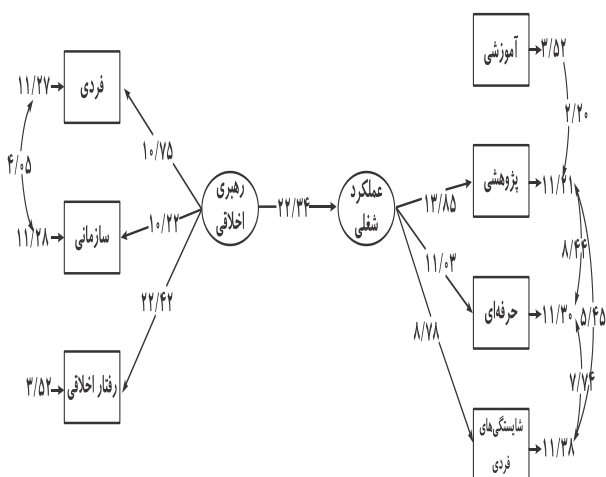 آموزشی
۳/۵۲
۲/۲۰
فردی
۱۱/۲۷
۴/۰۵
۱۰/۷۵
رهبری
اخلاقی
۲۲/۳۴
عملکرد
شغلی
پژوهشی
۱۱/۲۱
۱۳/۸۵
سازمانی
۱۱/۲۸
۱۰/۲۲
۸/۴۴
۱۱/۰۳
حرفه‌ای
۱۱/۳۰
۵/۴۵
۲۲/۴۲
۸/۷۸
رفتار اخلاقی
۳/۵۲
۷/۷۴
شایستگی‌های
فردی
۱۱/۳۸